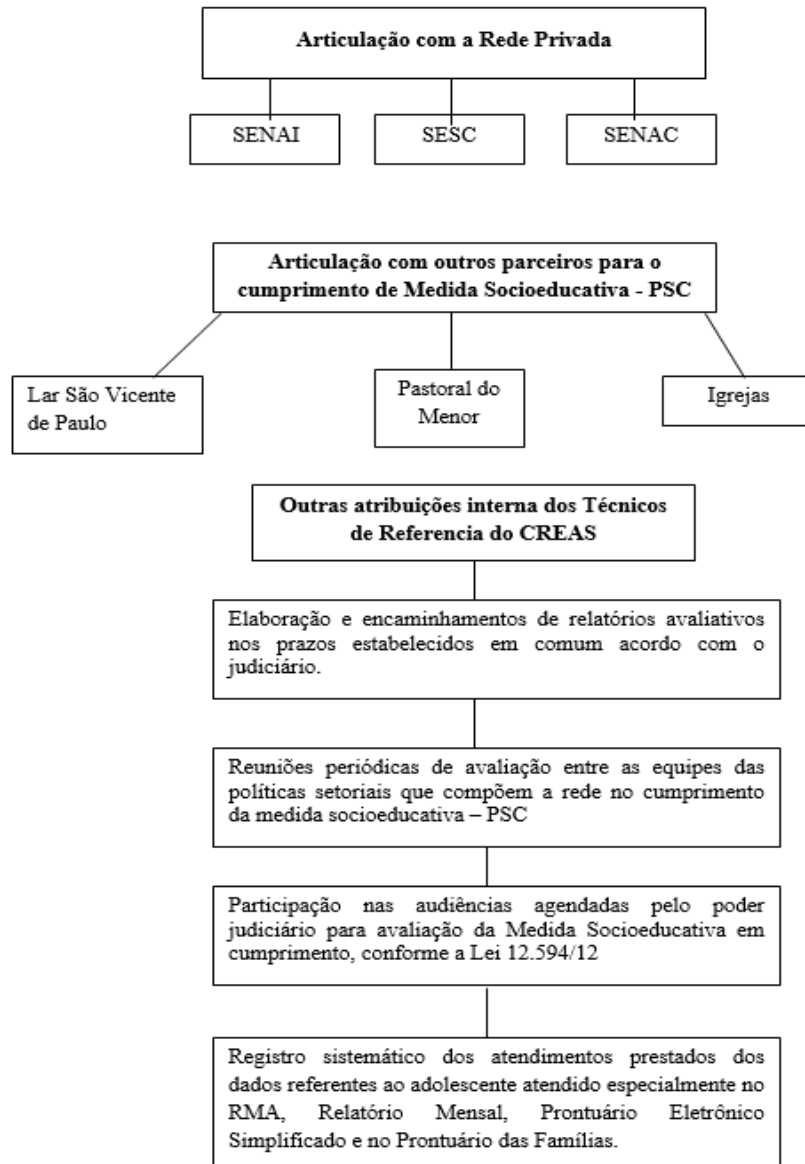 Articulação com a Rede Privada
SENAI
SESC
SENAC
Articulação com outros parceiros para o
cumprimento de Medida Socioeducativa - PSC
Lar São Vicente
de Paulo
Pastoral do
Menor
Igrejas
Outras atribuições interna dos Técnicos
de Referencia do CREAS
Elaboração e encaminhamentos de relatórios avaliativos
nos prazos estabelecidos em comum acordo com o
judiciário.
Reuniões periódicas de avaliação entre as equipes das
políticas setoriais que compõem a rede no cumprimento
da medida socioeducativa – PSC
Participação nas audiências agendadas pelo poder
judiciário para avaliação da Medida Socioeducativa em
cumprimento, conforme a Lei 12.594/12
Registro sistemático dos atendimentos prestados dos
dados referentes ao adolescente atendido especialmente no
RMA, Relatório Mensal, Prontuário Eletrônico
Simplificado e no Prontuário das Famílias.